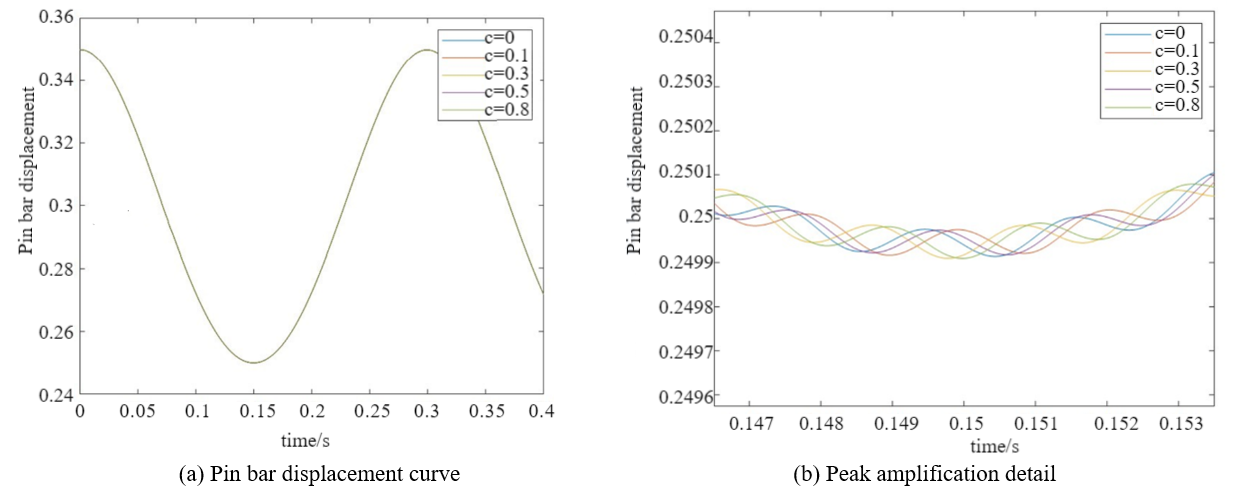 0.36
0.34
0.32
0.3
0.28
0.26
0.24
Pin bar displacement
c=0
c=0.1
c=0.3
c=0.5
c=0.8
0 0.05 0.1 0.15 0.2 0.25 0.3 0.35 0.4
time/s
(a) Pin bar displacement curve
0.2504
0.2503
0.2502
0.2501
0.25
0.2499
0.2498
0.2497
0.2496
Pin bar displacement
c=0
c=0.1
c=0.3
c=0.5
c=0.8
0.147 0.148 0.149 0.15 0.151 0.152 0.153
time/s
(b) Peak amplification detail